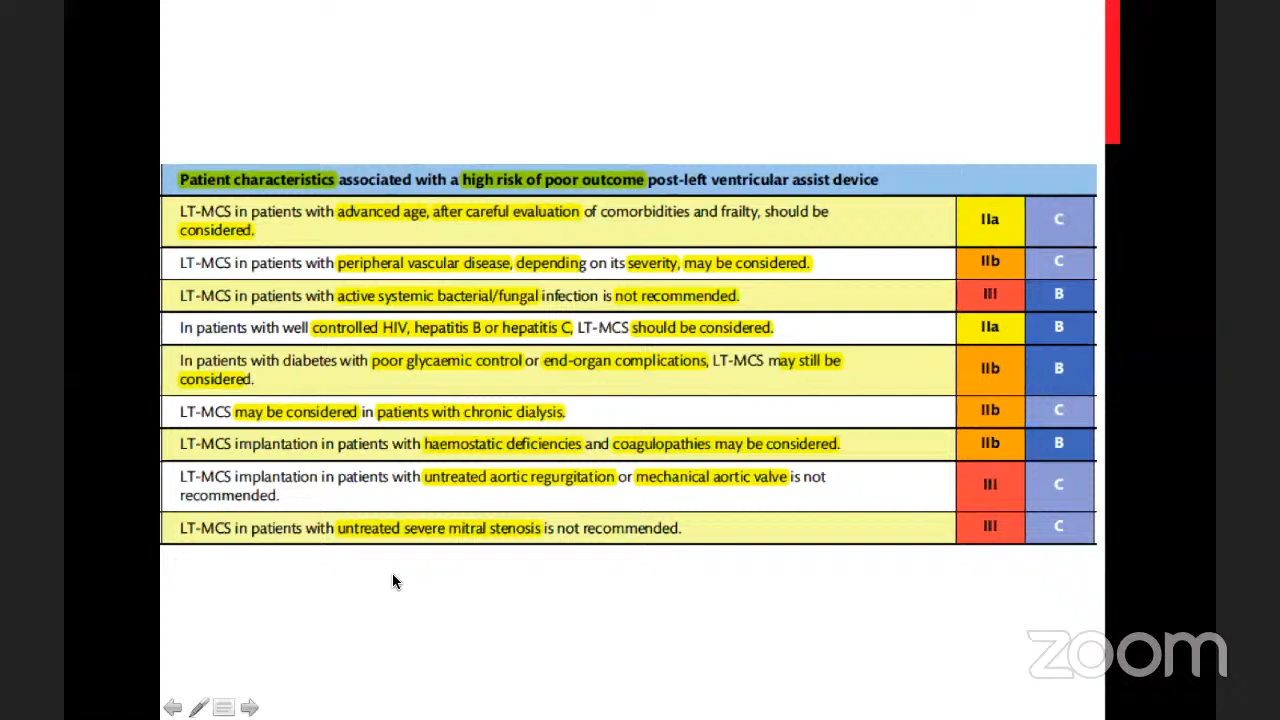 Patient characteristics associated with a high risk of poor outcome post-left ventricular assist device
LT-MCS in patients with advanced age, after careful evaluation of comorbidities and frailty, should be
considered.
IIa
C
LT-MCS in patients with peripheral vascular disease, depending on its severity, may be considered.
IIb
C
LT-MCS in patients with active systemic bacterial/fungal infection is not recommended.
III
B
In patients with well controlled HIV, hepatitis B or hepatitis C, LT-MCS should be considered.
IIa
B
In patients with diabetes with poor glycaemic control or end-organ complications, LT-MCS may still be
considered.
IIb
B
LT-MCS may be considered in patients with chronic dialysis.
IIb
C
LT-MCS implantation in patients with haemostatic deficiencies and coagulopathies may be considered.
IIb
B
LT-MCS implantation in patients with untreated aortic regurgitation or mechanical aortic valve is not
recommended.
III
C
LT-MCS in patients with untreated severe mitral stenosis is not recommended.
III
C
zoom